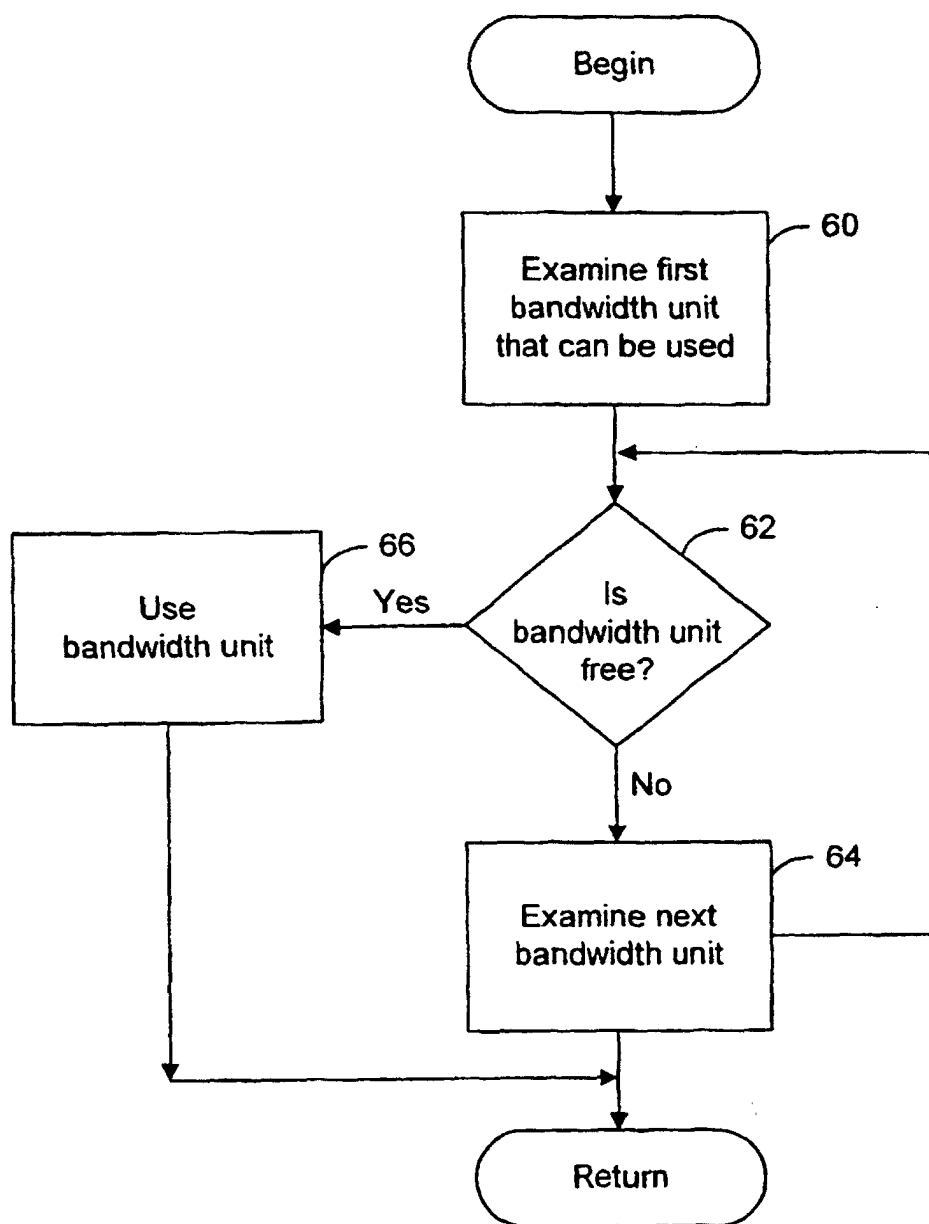 Begin
60
Examine first
bandwidth unit
that can be used
62
Is
bandwidth unit
free?
Yes
66
Use
bandwidth unit
No
64
Examine next
bandwidth unit
Return